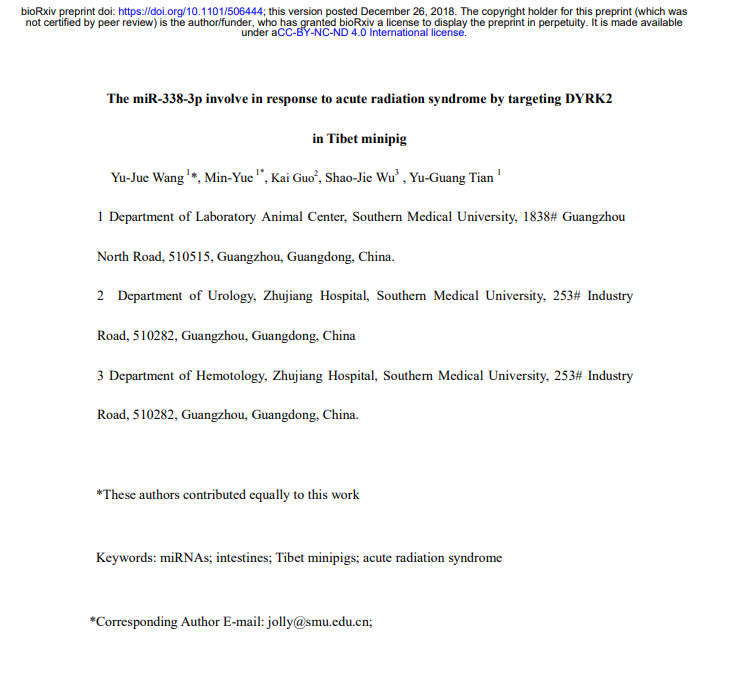 bioRxiv preprint doi: https://doi.org/10.1101/506444; this version posted December 26, 2018. The copyright holder for this preprint (which was
not certified by peer review) is the author/funder, who has granted bioRxiv a license to display the preprint in perpetuity. It is made available
under aCC-BY-NC-ND 4.0 International license.
The miR-338-3p involve in response to acute radiation syndrome by targeting DYRK2
in Tibet minipig
Yu-Jue Wang 1*, Min-Yue 1*, Kai Guo2, Shao-Jie Wu3 , Yu-Guang Tian 1
1 Department of Laboratory Animal Center, Southern Medical University, 1838# Guangzhou
North Road, 510515, Guangzhou, Guangdong, China.
2 Department of Urology, Zhujiang Hospital, Southern Medical University, 253# Industry
Road, 510282, Guangzhou, Guangdong, China
3 Department of Hemotology, Zhujiang Hospital, Southern Medical University, 253# Industry
Road, 510282, Guangzhou, Guangdong, China.
*These authors contributed equally to this work
Keywords: miRNAs; intestines; Tibet minipigs; acute radiation syndrome
*Corresponding Author E-mail: jolly@smu.edu.cn;